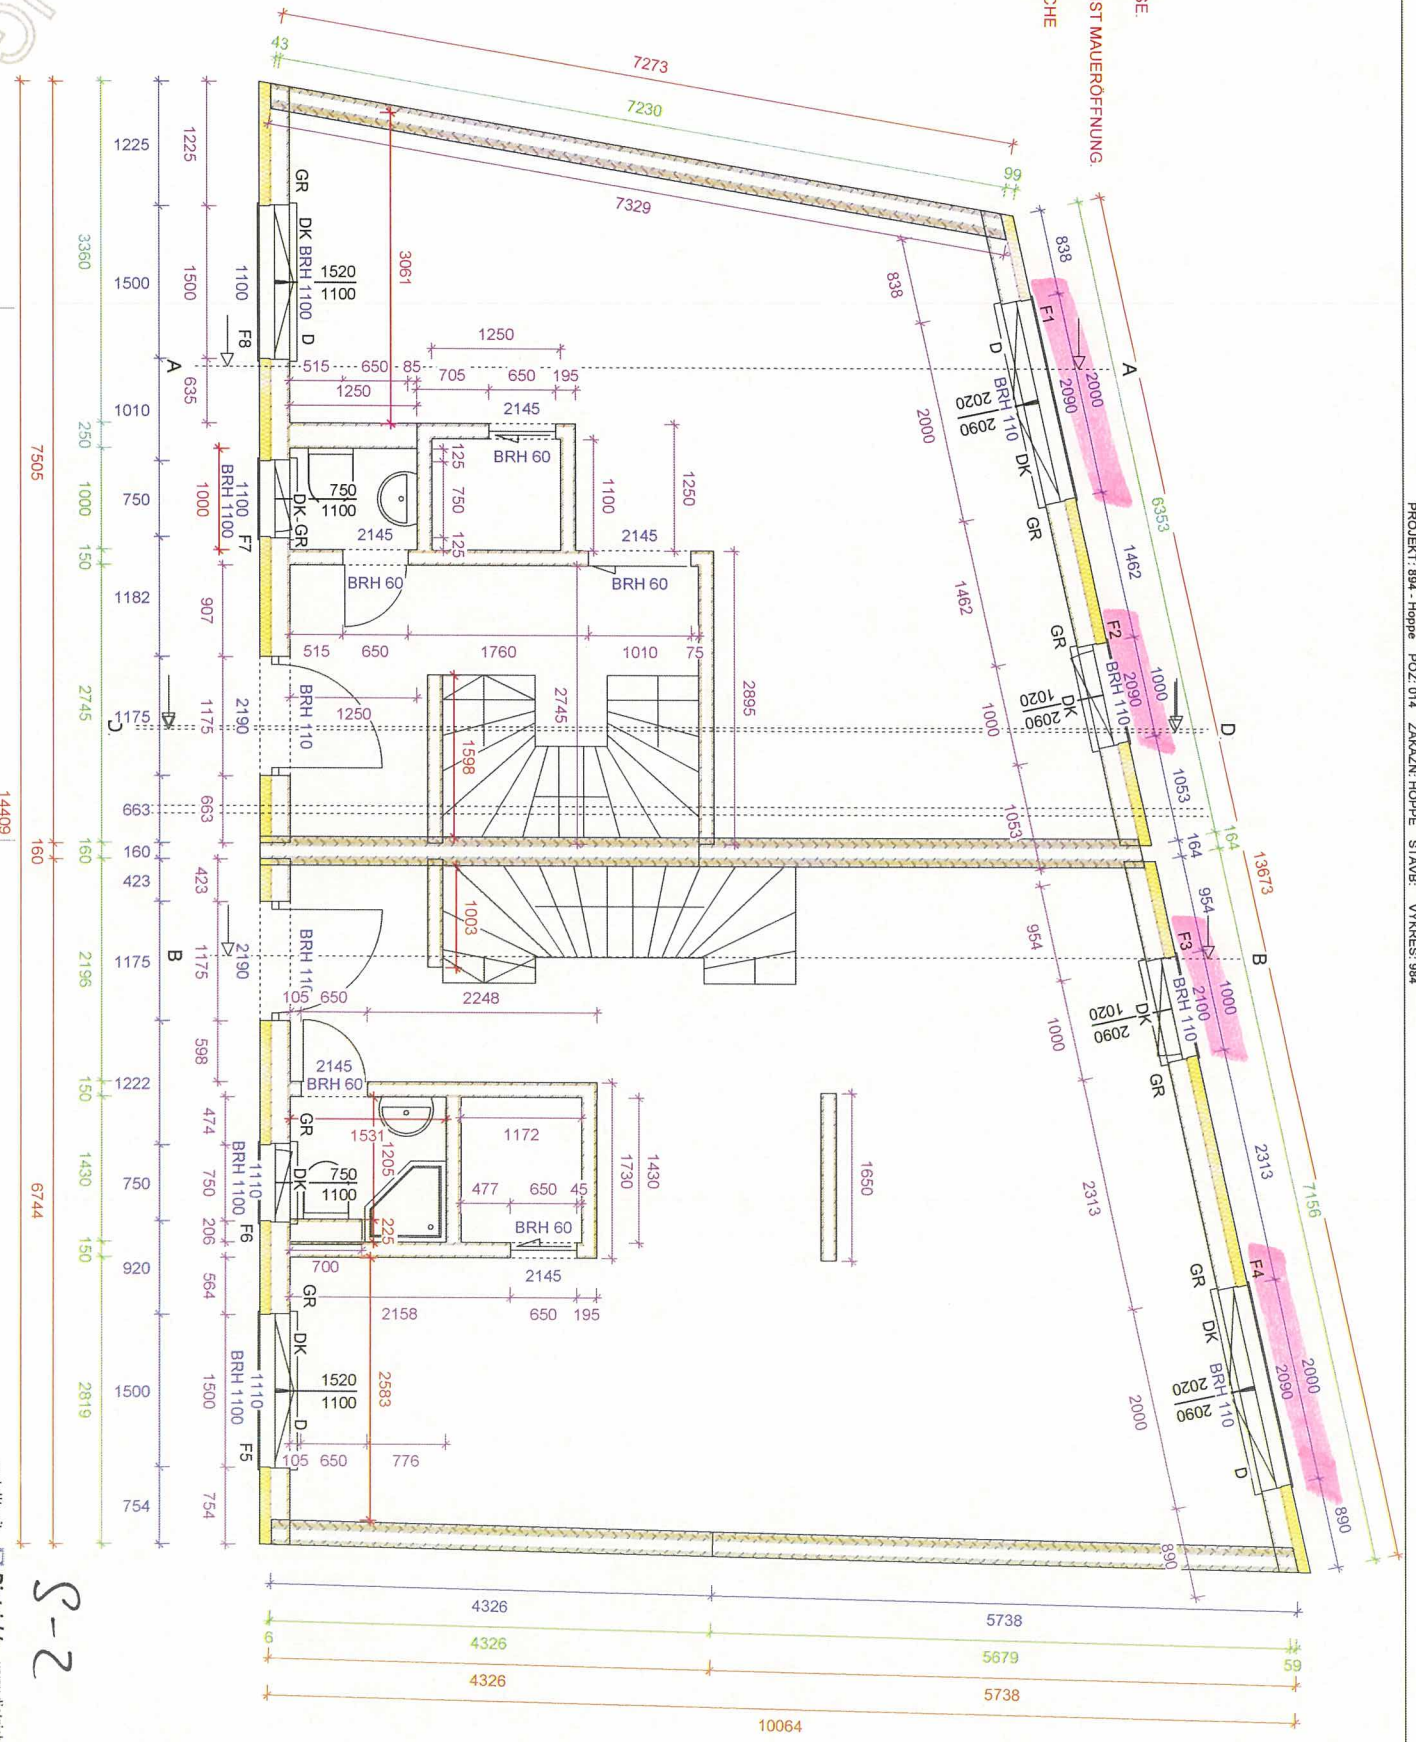 PROJEKT: 894 - Hoppe POZ: 014 ZAKAZN: HOPPE STAVB: VYKRES: 984
ST MAUERÖFFNUNG.
CHE
7273
43
7230
99
7329
3061
838
2000
1462
1000
1053
954
1000
2313
2000
890
838
F1
2000
2090
A
6353
1462
F2
1000
2090
D
1053
164
164
13673
954
F3
1000
2100
B
2313
7156
F4
2000
2090
890
D
BRH 110
DK
GR
2090
2020
GR
BRH 110
DK
2090
1020
BRH 110
DK
GR
2090
1020
GR
DK
BRH 110
D
2090
2020
GR
DK
BRH 1100
D
1520
1100
1250
515 650 85
1250
705 650 195
2145
BRH 60
125
750
125
1100
1250
750
1100
DK-GR
2145
2145
BRH 60
BRH 60
515 650 1760 1010 75
2895
2745
1250
1598
BRH 110
1003
BRH 110
105 650
2248
2145
BRH 60
GR
1531
1205
225
DK
750
1100
1172
477 650 45
BRH 60
2145
1430
1730
1650
700
2158 650 195
GR
DK
D
1520
1100
2583
105 650 776
1225
1500
635
1000
907
1175
663
423
1175
598
474
750
206
564
1500
754
1100
F8
1100
BRH 1100
F7
2190
2190
1110
BRH 1100
F6
1110
BRH 1100
F5
A
C
B
1225
1500
1010
750
1182
1175
663
160
423
1175
1222
750
920
1500
754
3360
250
1000
150
2745
160
2196
150
1430
150
2819
7505
160
6744
14409
4326 5738
6 4326 5679 59
4326 5738
10064
S-2